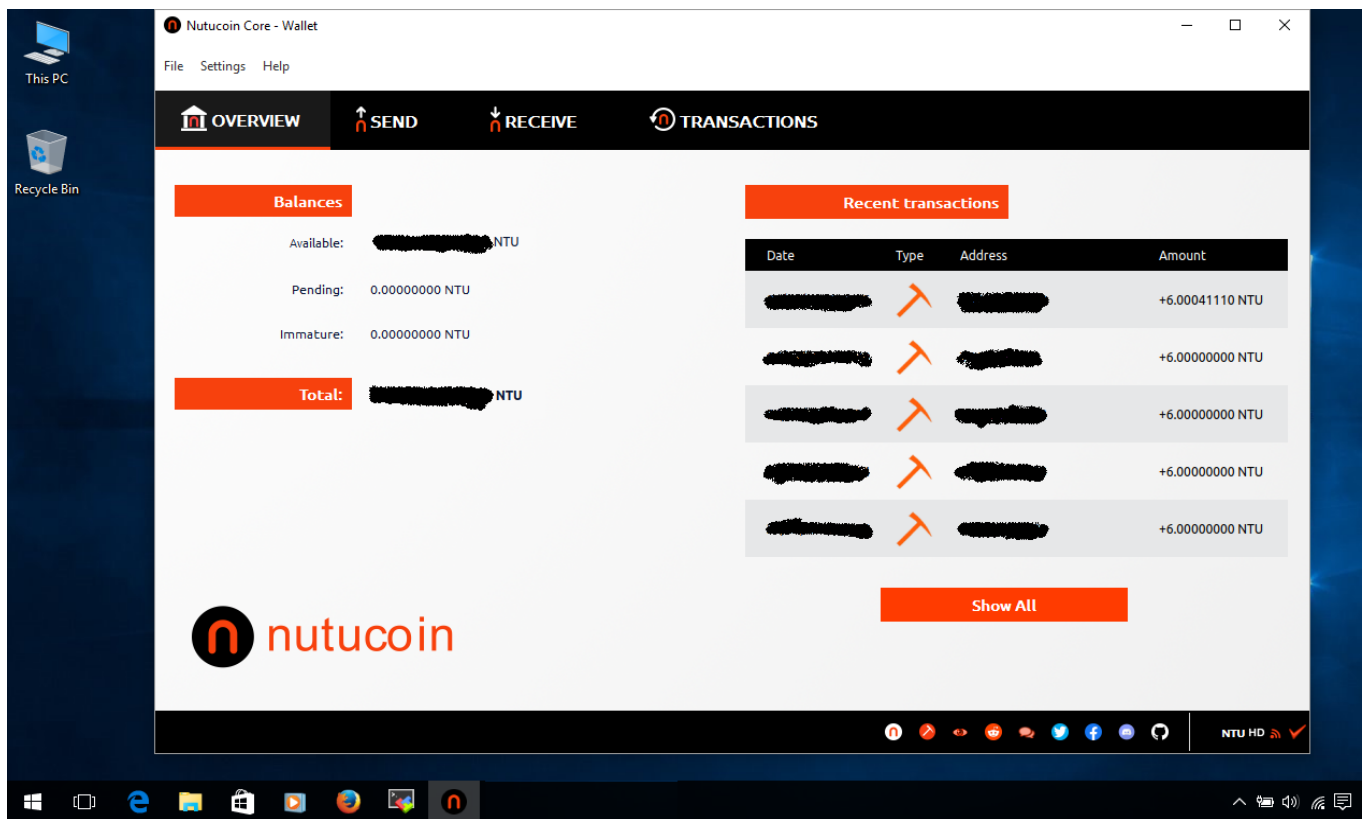 This PC
Recycle Bin
Nutucoin Core - Wallet
File Settings Help
OVERVIEW SEND RECEIVE TRANSACTIONS
Balances
Available: NTU
Pending: 0.00000000 NTU
Immature: 0.00000000 NTU
Total: NTU
nutucoin
Recent transactions
Date Type Address Amount
+6.00041110 NTU
+6.00000000 NTU
+6.00000000 NTU
+6.00000000 NTU
+6.00000000 NTU
Show All
NTU HD